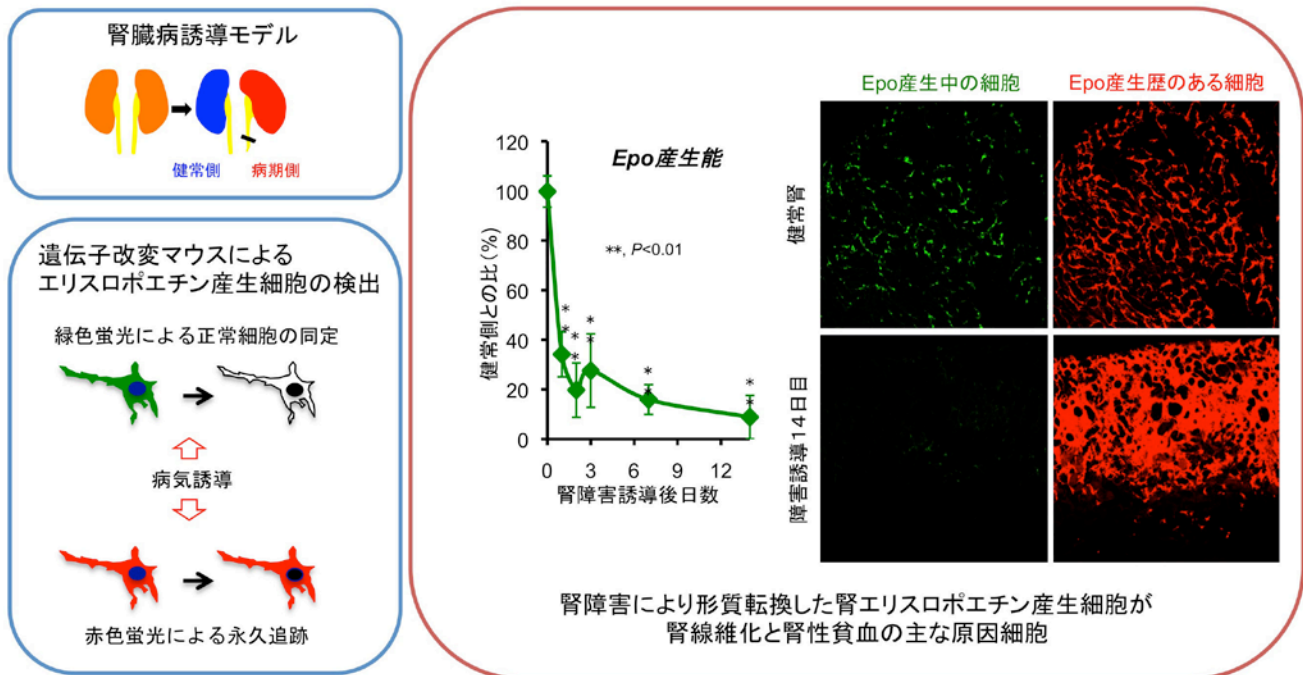 腎臓病誘導モデル
健常側
病期側
遺伝子改変マウスによる
エリスロポエチン産生細胞の検出
緑色蛍光による正常細胞の同定
病気誘導
赤色蛍光による永久追跡
Epo産生能
**, P<0.01
健常側との比(%)
120
100
80
60
40
20
0
0 3 6 9 12
腎障害誘導後日数
* *
* *
* *
* *
* *
Epo産生中の細胞
Epo産生歴のある細胞
健常腎
障害誘導14日目
腎障害により形質転換した腎エリスロポエチン産生細胞が
腎線維化と腎性貧血の主な原因細胞